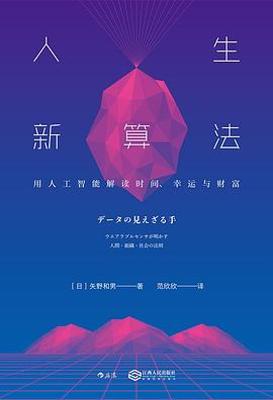 人生
新算法
用人工智能解读时间、幸运与财富
データの見えざる手
ウエアラブルセンサが明かす
人間・組織・社会の法則
[日]矢野和男——著 范欣欣——译
后浪 江西人民出版社